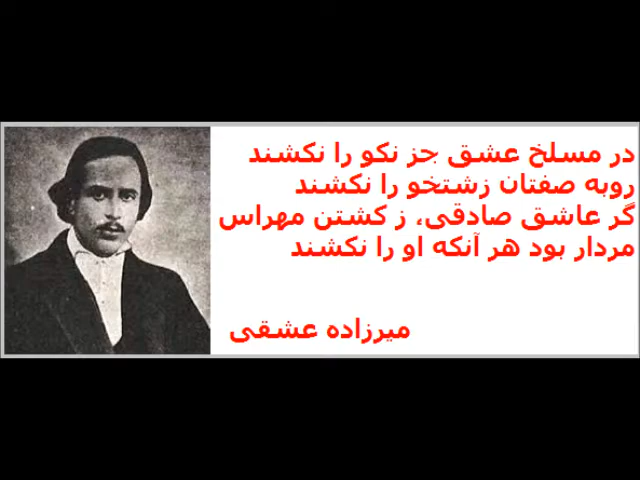 در مسلخ عشق جز نکو را نکشند
روبه صفتان زشتخو را نکشند
گر عاشق صادقی، ز کشتن مهراس
مردار بود هر آنکه او را نکشند
میرزاده عشقی